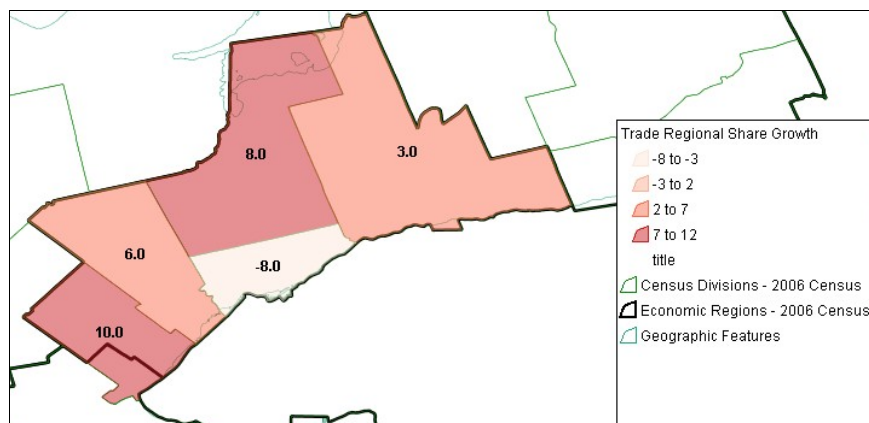 8.0
3.0
6.0
-8.0
10.0
Trade Regional Share Growth
-8 to -3
-3 to 2
2 to 7
7 to 12
title
Census Divisions - 2006 Census
Economic Regions - 2006 Census
Geographic Features